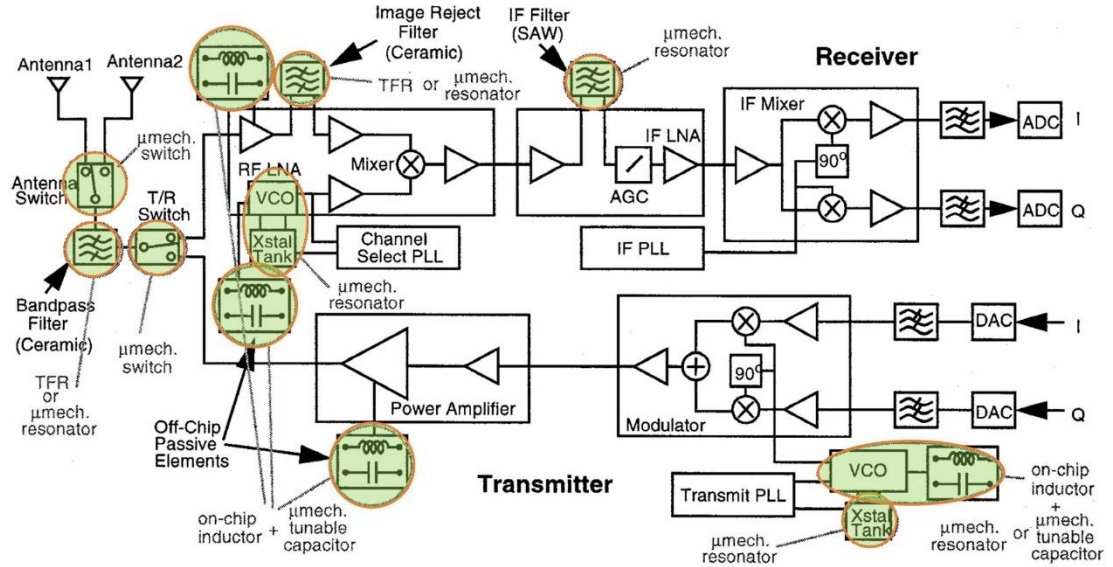 Image Reject
Filter
(Ceramic)
IF Filter
(SAW)
μmech.
resonator
Receiver
Antenna1
Antenna2
TFR or μmech.
resonator
μmech.
switch
Antenna
Switch
T/R
Switch
RF LNA
Mixer
VCO
Xstal
Tank
Channel
Select PLL
μmech.
resonator
IF LNA
AGC
IF Mixer
90°
IF PLL
ADC
I
ADC
Q
Bandpass
Filter
(Ceramic)
μmech.
switch
TFR
or
μmech.
resonator
Off-Chip
Passive
Elements
Power Amplifier
on-chip
inductor
+
μmech.
tunable
capacitor
Transmitter
Modulator
90°
DAC
I
DAC
Q
Transmit PLL
VCO
Xstal
Tank
μmech.
resonator
μmech.
resonator
or
on-chip
inductor
+
μmech.
tunable
capacitor